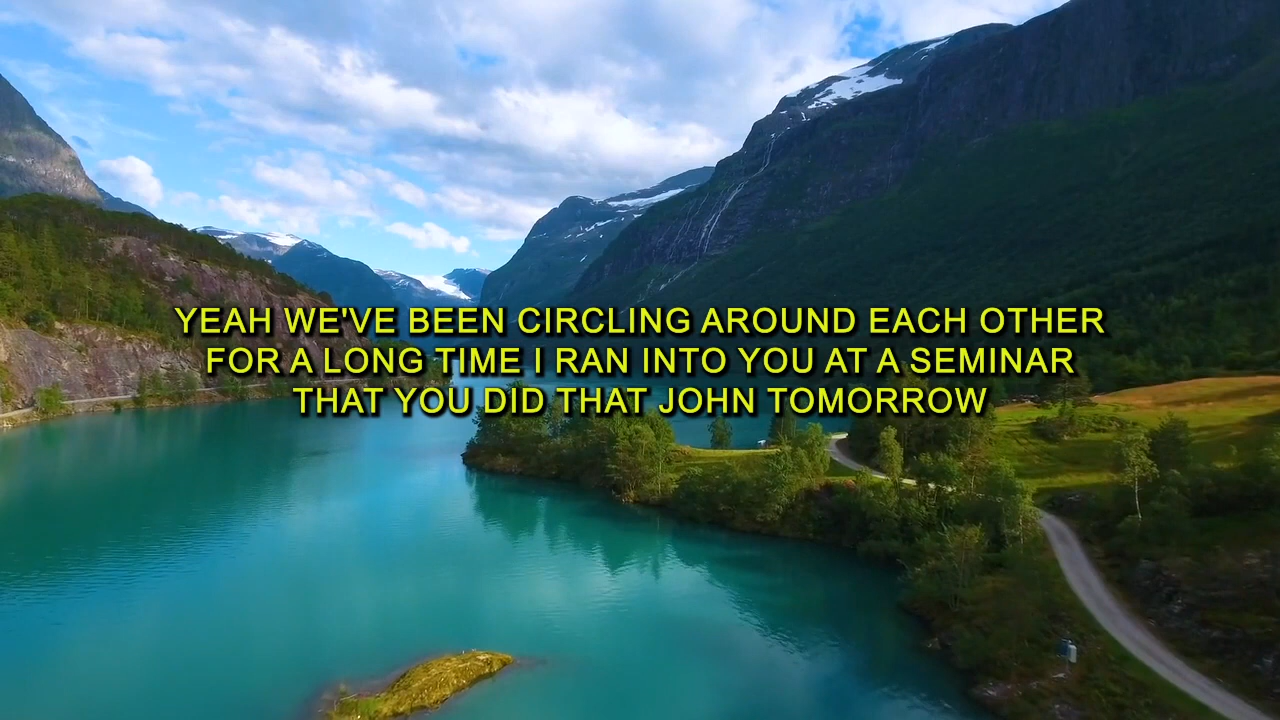 YEAH WE'VE BEEN CIRCLING AROUND EACH OTHER
FOR A LONG TIME I RAN INTO YOU AT A SEMINAR
THAT YOU DID THAT JOHN TOMORROW